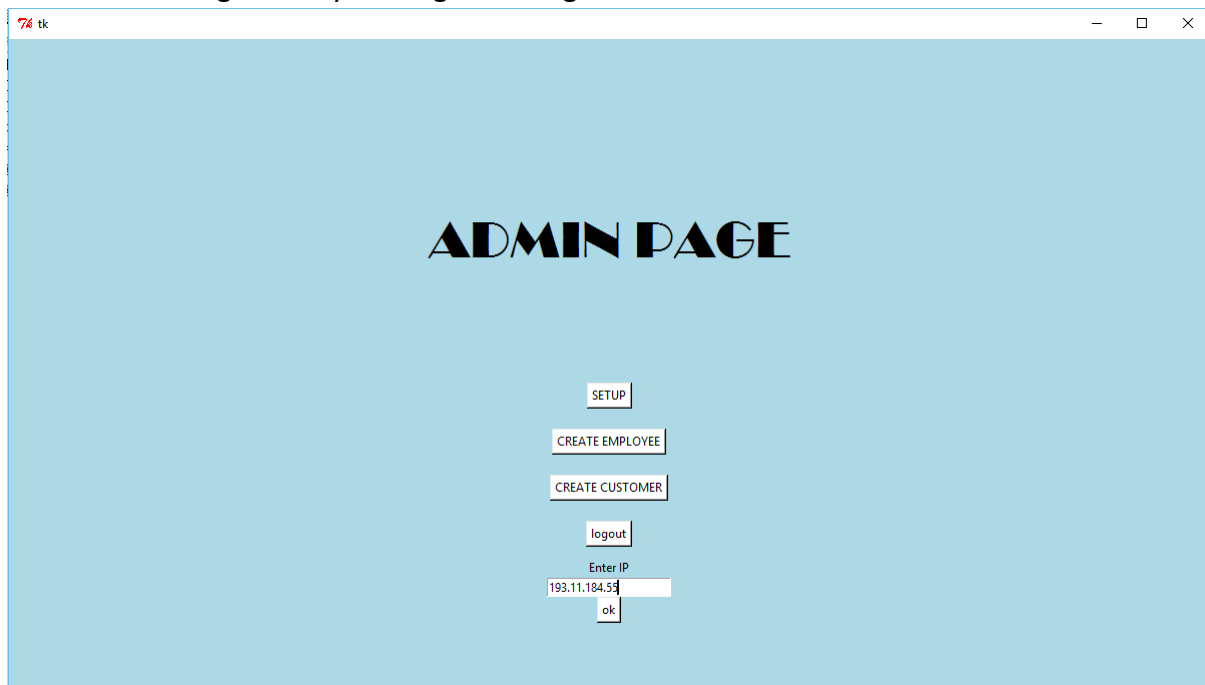 tk
ADMIN PAGE
SETUP
CREATE EMPLOYEE
CREATE CUSTOMER
logout
Enter IP
193.11.184.55
ok